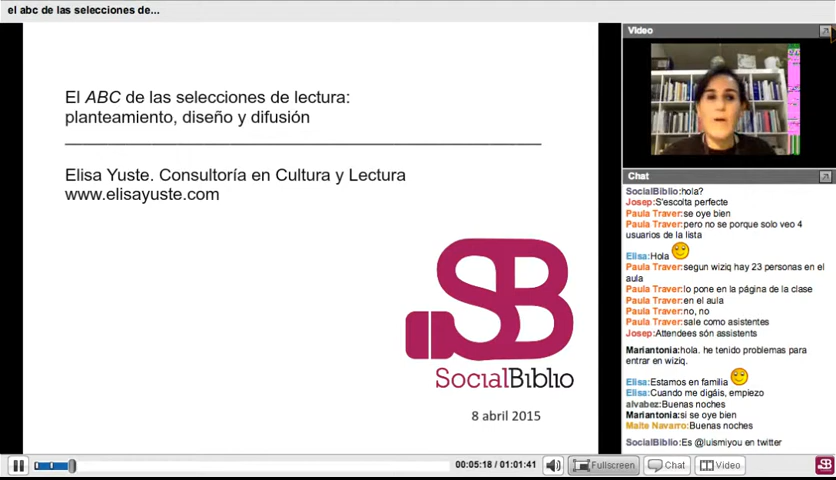 el abc de las selecciones de...
El ABC de las selecciones de lectura:
planteamiento, diseño y difusión
Elisa Yuste. Consultoría en Cultura y Lectura
www.elisayuste.com
SB
SocialBiblio
8 abril 2015
Video
Chat
SocialBiblio:hola?
Josep:S'escolta perfecte
Paula Traver:se oye bien
Paula Traver:pero no se porque solo veo 4
usuarios de la lista
Elisa:Hola
Paula Traver:segun wiziq hay 23 personas en el
aula
Paula Traver:lo pone en la página de la clase
Paula Traver:en el aula
Paula Traver:no, no
Paula Traver:sale como asistentes
Josep:Attendees són assistents
Mariantonia:hola. he tenido problemas para
entrar en wiziq.
Elisa:Estamos en familia
Elisa:Cuando me digáis, empiezo
alvabez:Buenas noches
Mariantonia:si se oye bien
Maite Navarro:Buenas noches
SocialBiblio:Es @luismiyou en twitter
00:05:18 / 01:01:41
Fullscreen
Chat
Video
SB